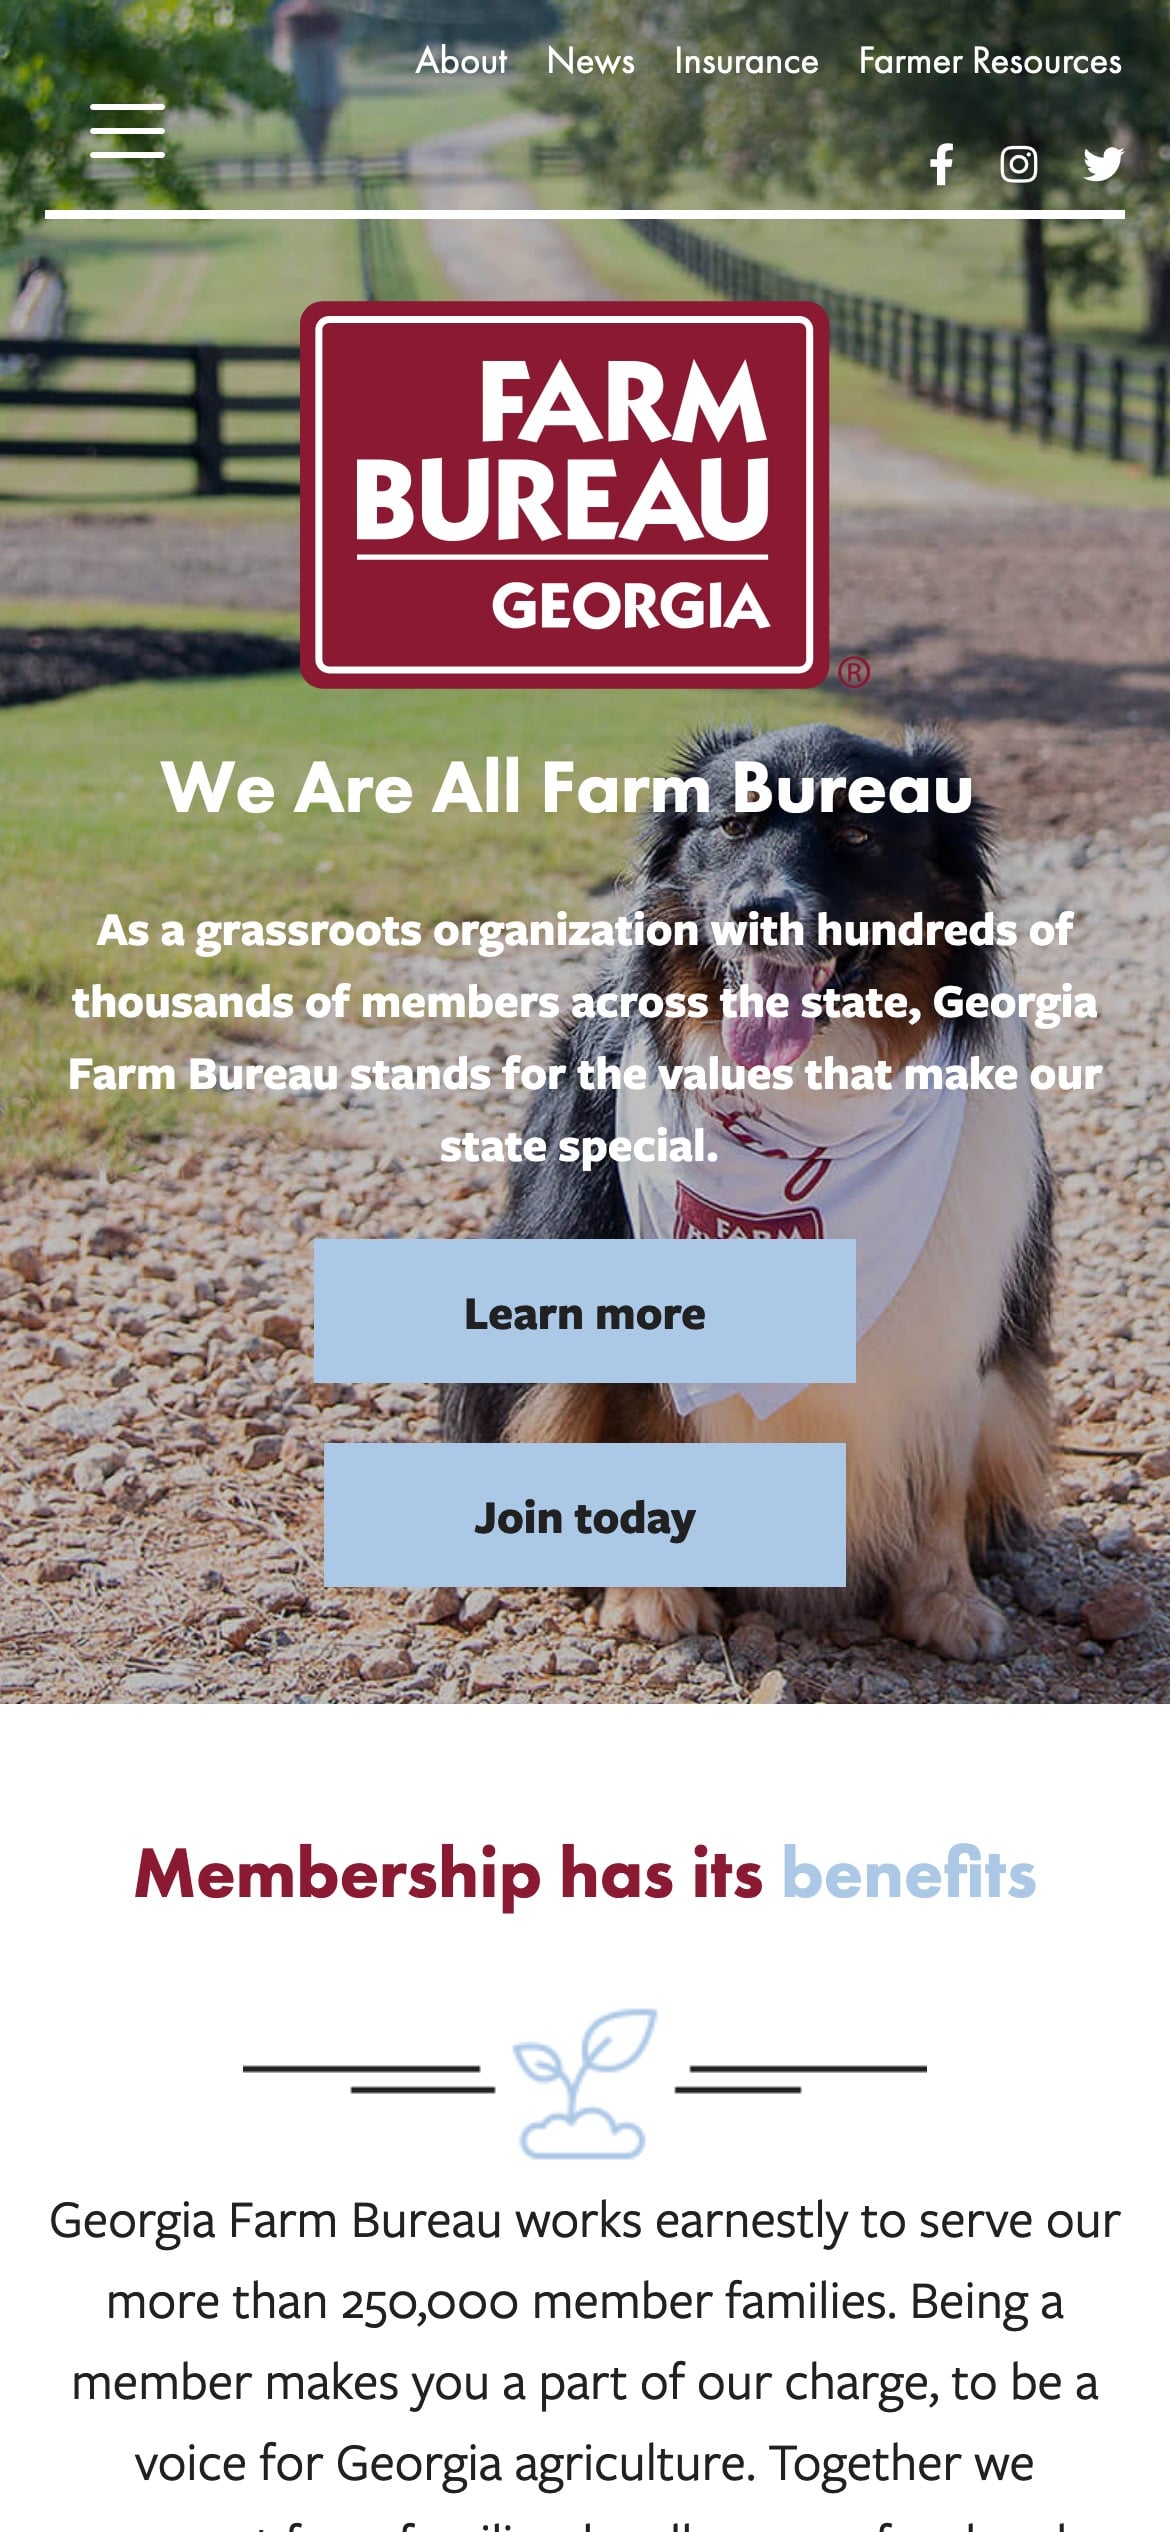 About News Insurance Farmer Resources
FARM
BUREAU
GEORGIA
®
We Are All Farm Bureau
As a grassroots organization with hundreds of
thousands of members across the state, Georgia
Farm Bureau stands for the values that make our
state special.
FARM
Learn more
Join today
Membership has its benefits
Georgia Farm Bureau works earnestly to serve our
more than 250,000 member families. Being a
member makes you a part of our charge, to be a
voice for Georgia agriculture. Together we